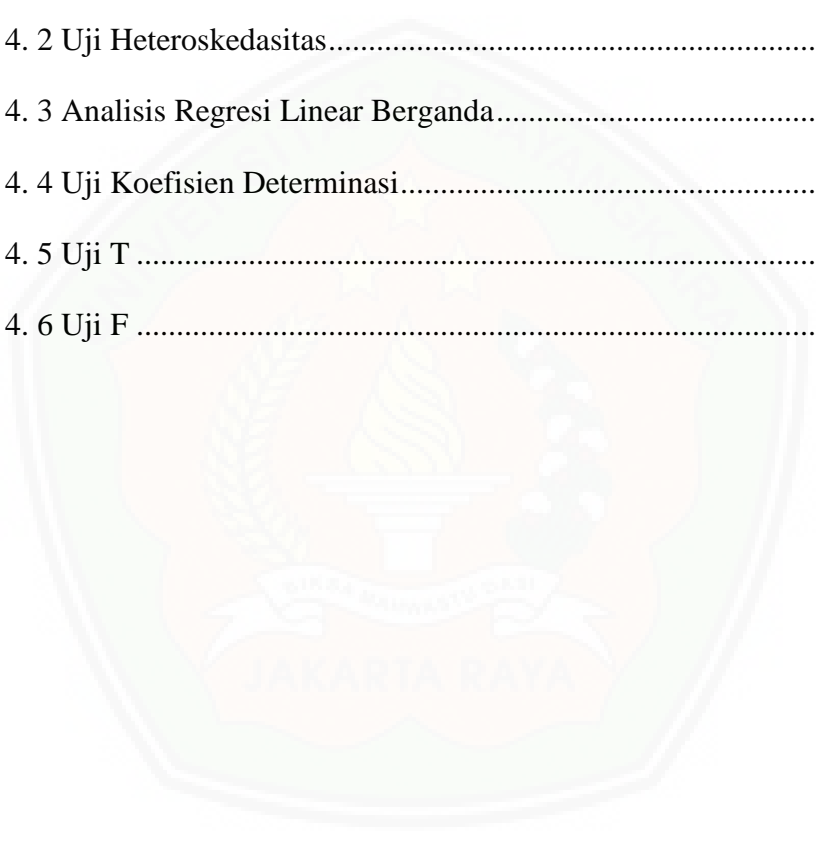 4. 2 Uji Heteroskedasitas.............................................................
4. 3 Analisis Regresi Linear Berganda........................................
4. 4 Uji Koefisien Determinasi....................................................
4. 5 Uji T .....................................................................................
4. 6 Uji F .....................................................................................
JAKARTA RAYA